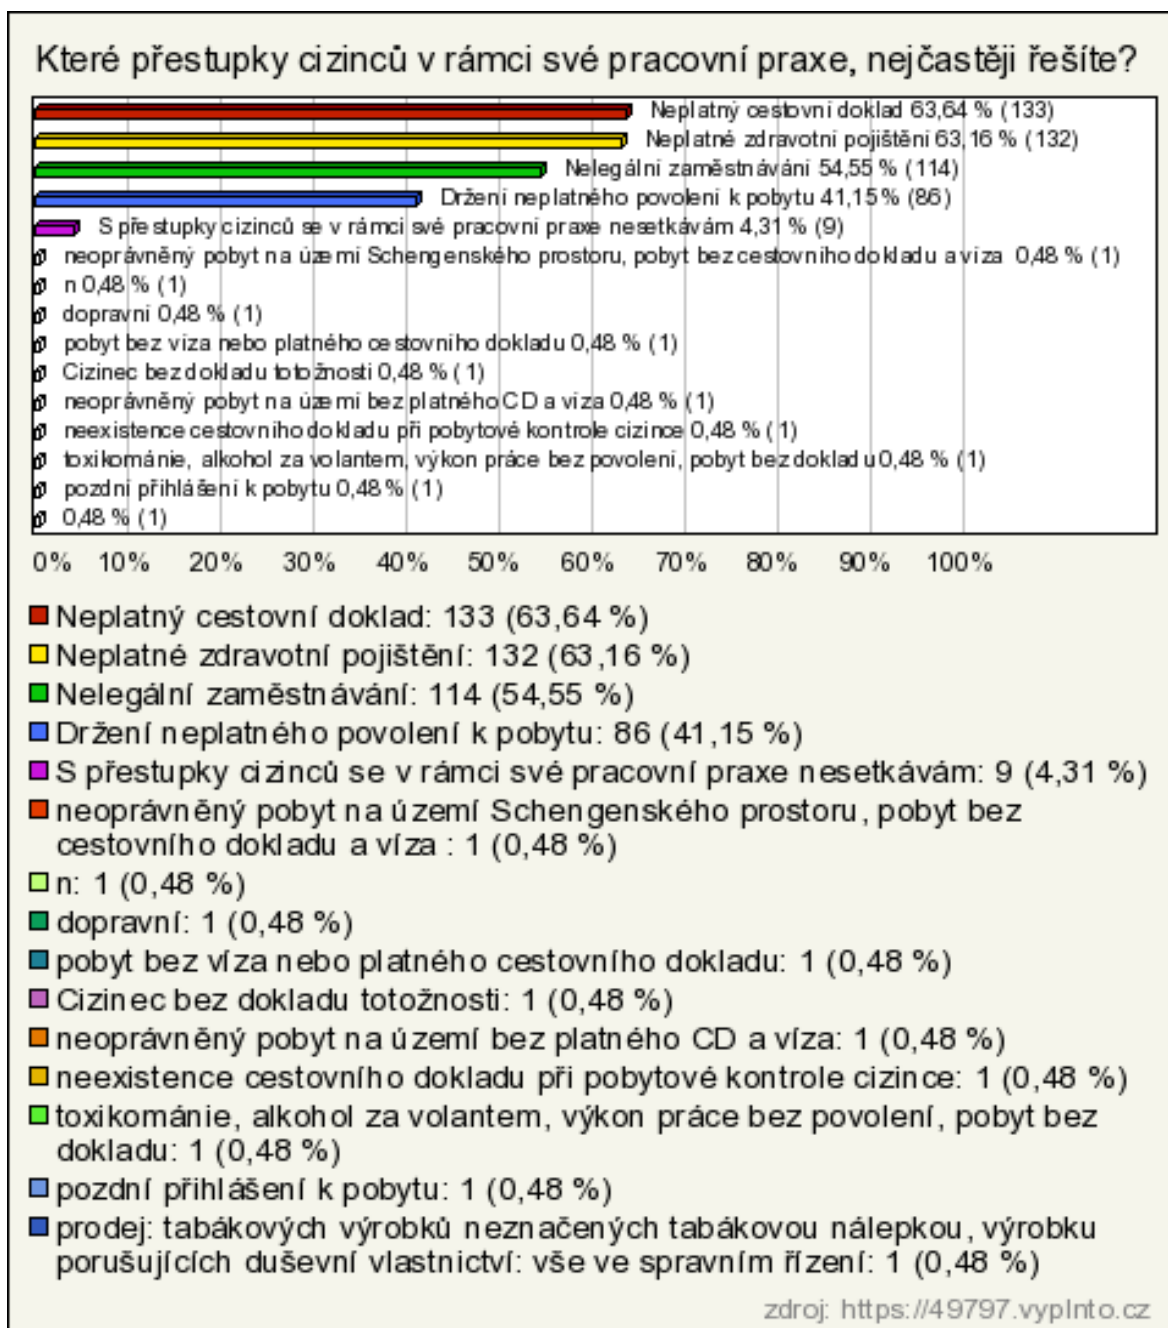 Které přestupky cizinců v rámci své pracovní praxe, nejčastěji řešíte?
Neplatný cestovní doklad 63,64 % (133)
Neplatné zdravotní pojištění 63,16 % (132)
Nelegální zaměstnávání 54,55 % (114)
Držení neplatného povolení k pobytu 41,15 % (86)
S přestupky cizinců se v rámci své pracovní praxe nesetkávám 4,31 % (9)
neoprávněný pobyt na území Schengenského prostoru, pobyt bez cestovního dokladu a víza 0,48 % (1)
n 0,48 % (1)
dopravní 0,48 % (1)
pobyt bez víza nebo platného cestovního dokladu 0,48 % (1)
Cizinec bez dokladu totožnosti 0,48 % (1)
neoprávněný pobyt na území bez platného CD a víza 0,48 % (1)
neexistence cestovního dokladu při pobytové kontrole cizince 0,48 % (1)
toxikománie, alkohol za volantem, výkon práce bez povolení, pobyt bez dokladu 0,48 % (1)
pozdní přihlášení k pobytu 0,48 % (1)
0,48 % (1)
0% 10% 20% 30% 40% 50% 60% 70% 80% 90% 100%
Neplatný cestovní doklad: 133 (63,64 %)
Neplatné zdravotní pojištění: 132 (63,16 %)
Nelegální zaměstnávání: 114 (54,55 %)
Držení neplatného povolení k pobytu: 86 (41,15 %)
S přestupky cizinců se v rámci své pracovní praxe nesetkávám: 9 (4,31 %)
neoprávněný pobyt na území Schengenského prostoru, pobyt bez
cestovního dokladu a víza : 1 (0,48 %)
n: 1 (0,48 %)
dopravní: 1 (0,48 %)
pobyt bez víza nebo platného cestovního dokladu: 1 (0,48 %)
Cizinec bez dokladu totožnosti: 1 (0,48 %)
neoprávněný pobyt na území bez platného CD a víza: 1 (0,48 %)
neexistence cestovního dokladu při pobytové kontrole cizince: 1 (0,48 %)
toxikománie, alkohol za volantem, výkon práce bez povolení, pobyt bez
dokladu: 1 (0,48 %)
pozdní přihlášení k pobytu: 1 (0,48 %)
prodej: tabákových výrobků neznačených tabákovou nálepkou, výrobku
porušujících duševní vlastnictví: vše ve spravním řízení: 1 (0,48 %)
zdroj: https://49797.vyplnto.cz